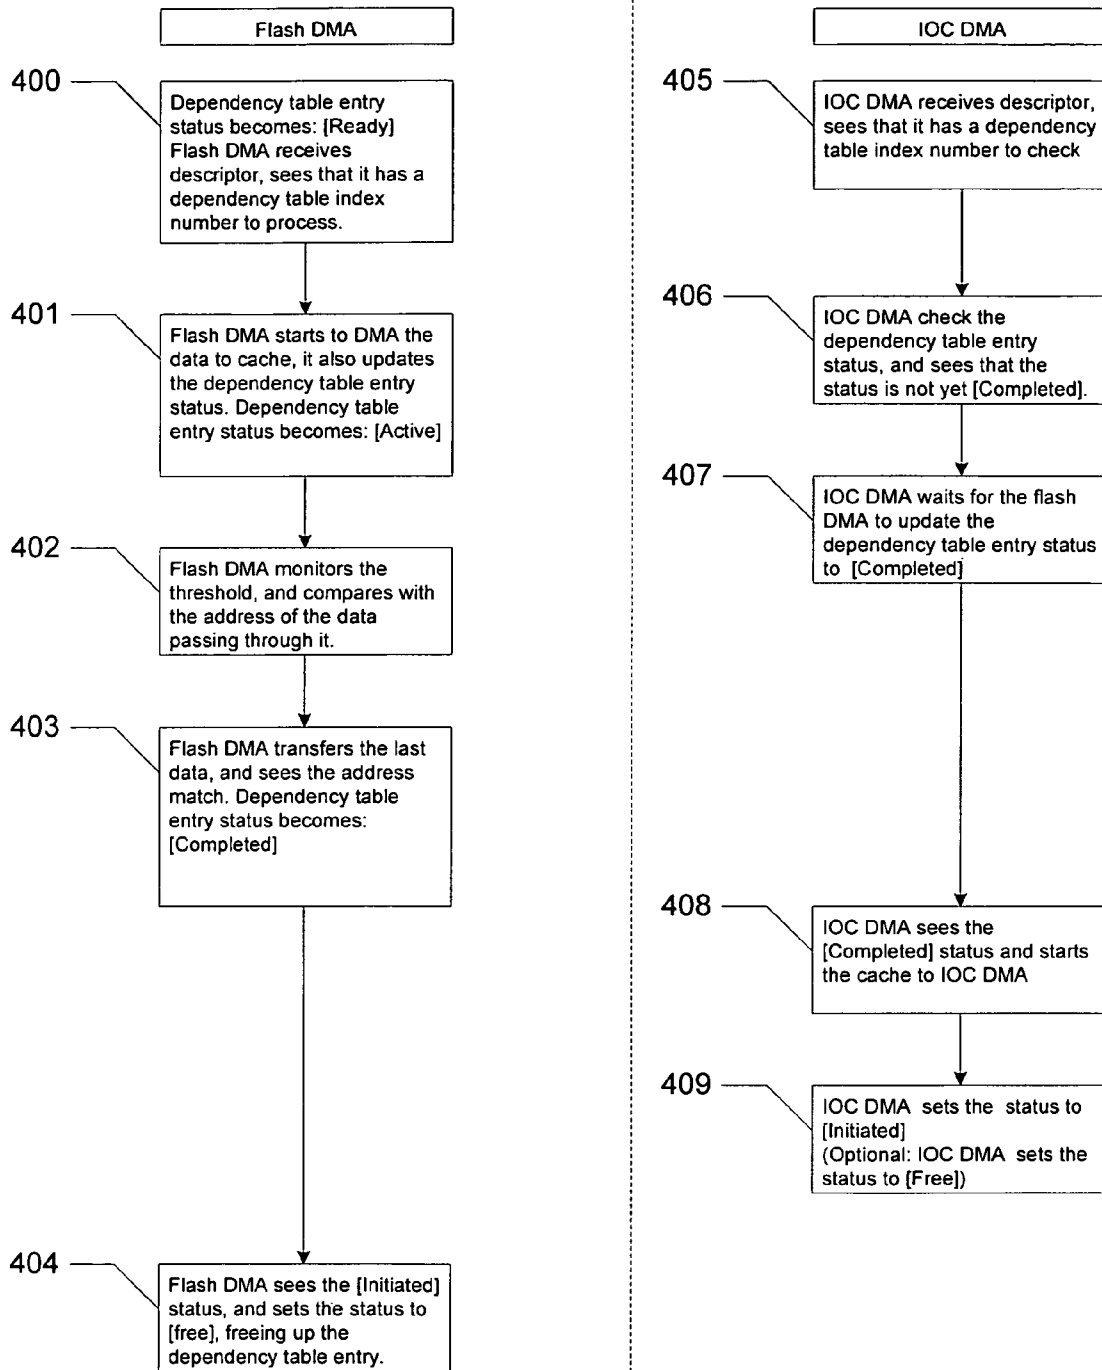 Flash DMA
400
Dependency table entry
status becomes: [Ready]
Flash DMA receives
descriptor, sees that it has a
dependency table index
number to process.
401
Flash DMA starts to DMA the
data to cache, it also updates
the dependency table entry
status. Dependency table
entry status becomes: [Active]
402
Flash DMA monitors the
threshold, and compares with
the address of the data
passing through it.
403
Flash DMA transfers the last
data, and sees the address
match. Dependency table
entry status becomes:
[Completed]
404
Flash DMA sees the [Initiated]
status, and sets the status to
[free], freeing up the
dependency table entry.
IOC DMA
405
IOC DMA receives descriptor,
sees that it has a dependency
table index number to check
406
IOC DMA check the
dependency table entry
status, and sees that the
status is not yet [Completed].
407
IOC DMA waits for the flash
DMA to update the
dependency table entry status
to [Completed]
408
IOC DMA sees the
[Completed] status and starts
the cache to IOC DMA
409
IOC DMA sets the status to
[Initiated]
(Optional: IOC DMA sets the
status to [Free])